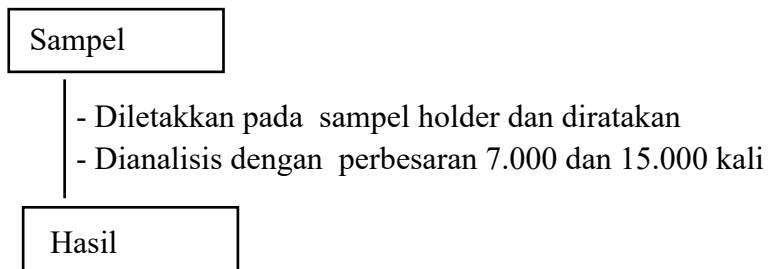 Sampel
- Diletakkan pada sampel holder dan diratakan
- Dianalisis dengan perbesaran 7.000 dan 15.000 kali
Hasil